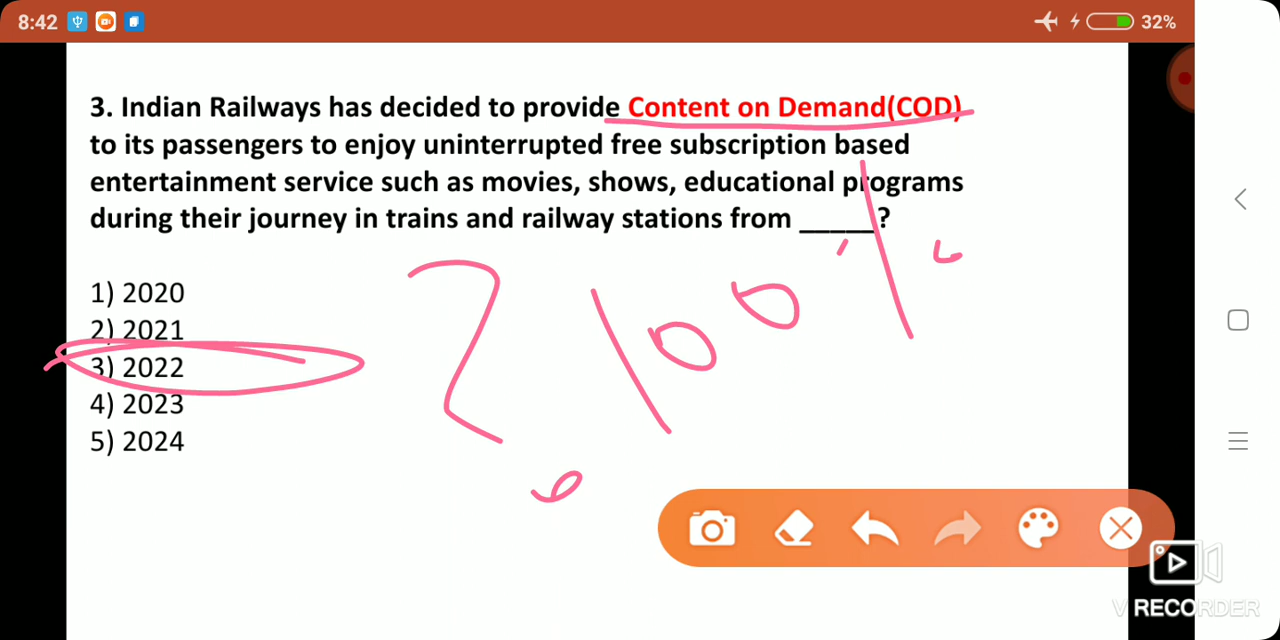 8:42 32%
3. Indian Railways has decided to provide Content on Demand(COD)
to its passengers to enjoy uninterrupted free subscription based
entertainment service such as movies, shows, educational programs
during their journey in trains and railway stations from _____?
1) 2020
2) 2021
3) 2022
4) 2023
5) 2024
100%
V RECORDER